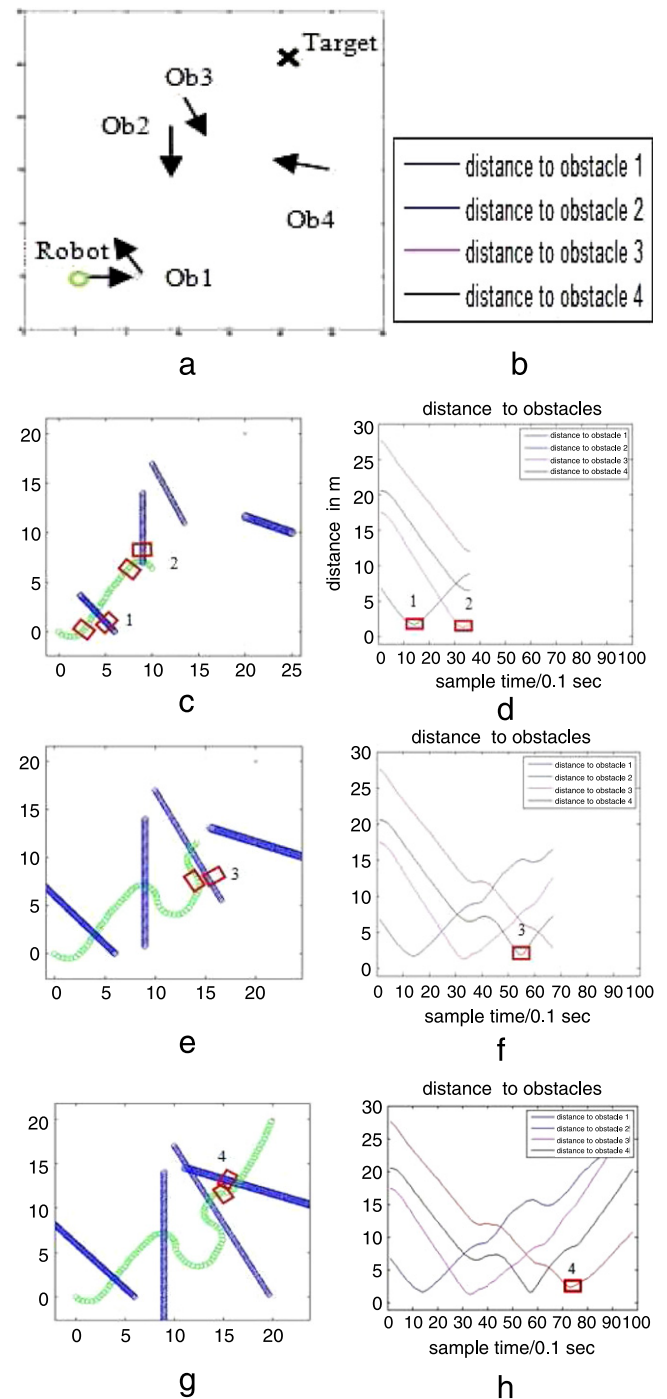 Target
Ob3
Ob2
Ob4
Robot
Ob1
distance to obstacle 1
distance to obstacle 2
distance to obstacle 3
distance to obstacle 4
a
b
20
15
10
5
0
0 5 10 15 20 25
1
2
c
distance to obstacles
distance in m
30
25
20
15
10
5
0
0 10 20 30 40 50 60 70 80 90 100
sample time/0.1 sec
distance to obstacle 1
distance to obstacle 2
distance to obstacle 3
distance to obstacle 4
1
2
d
20
15
10
5
0
0 5 10 15 20
3
e
distance to obstacles
30
25
20
15
10
5
0
0 10 20 30 40 50 60 70 80 90 100
sample time/0.1 sec
distance to obstacle 1
distance to obstacle 2
distance to obstacle 3
distance to obstacle 4
3
f
20
15
10
5
0
0 5 10 15 20
4
g
distance to obstacles
30
25
20
15
10
5
0
0 10 20 30 40 50 60 70 80 90 100
sample time/0.1 sec
distance to obstacle 1
distance to obstacle 2
distance to obstacle 3
distance to obstacle 4
4
h